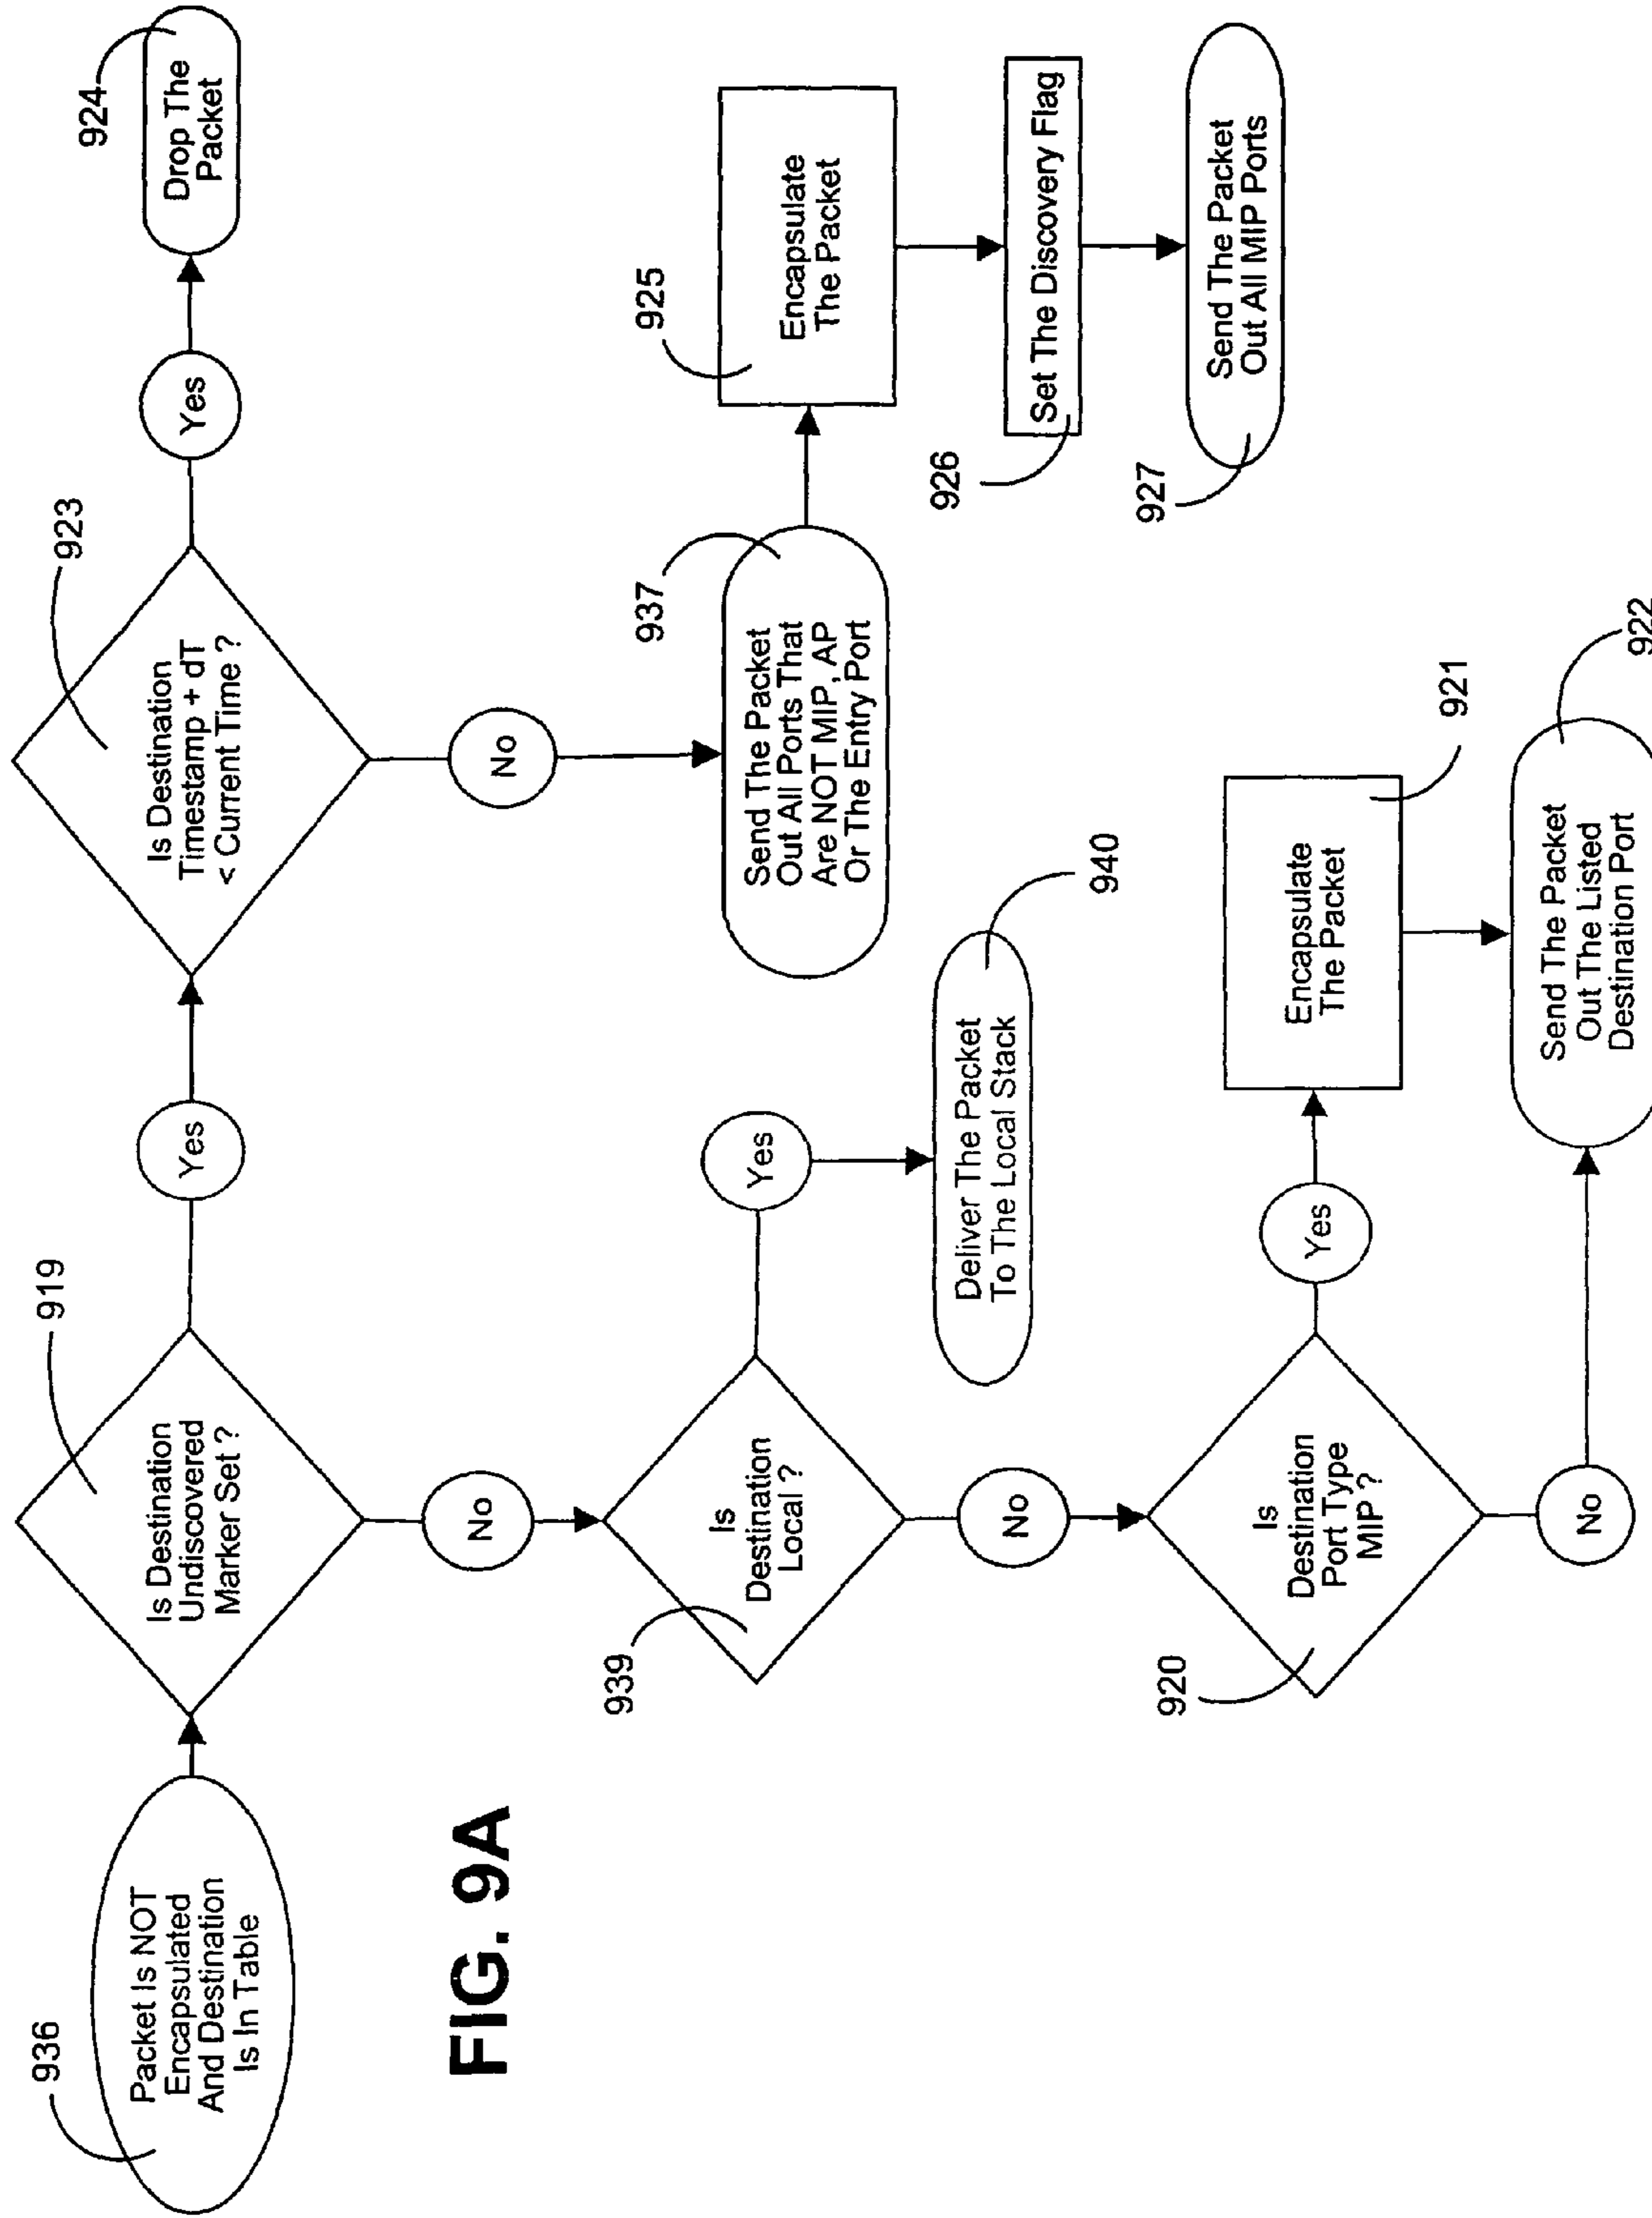 936
Packet Is NOT
Encapsulated
And Destination
Is In Table
919
Is Destination
Undiscovered
Marker Set ?
Yes
923
Is Destination
Timestamp + dT
< Current Time ?
Yes
924
Drop The
Packet
No
937
Send The Packet
Out All Ports That
Are NOT MIP, AP
Or The Entry Port
925
Encapsulate
The Packet
926
Set The Discovery Flag
927
Send The Packet
Out All MIP Ports
No
939
Is
Destination
Local ?
Yes
940
Deliver The Packet
To The Local Stack
No
920
Is
Destination
Port Type
MIP ?
Yes
921
Encapsulate
The Packet
No
922
Send The Packet
Out The Listed
Destination Port
FIG. 9A